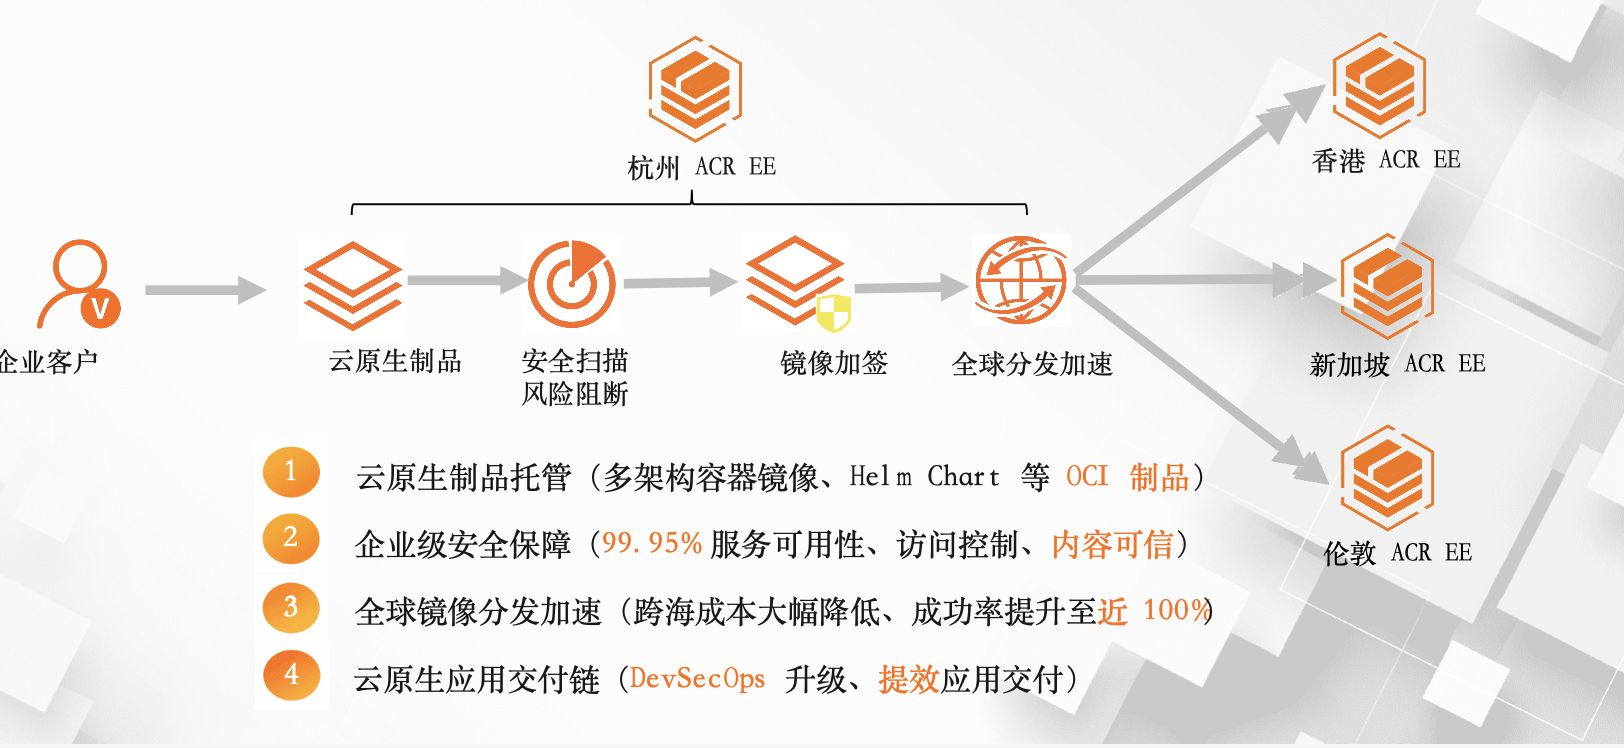 杭州 ACR EE
香港 ACR EE
V
企业客户
云原生制品
安全扫描
风险阻断
镜像加签
全球分发加速
新加坡 ACR EE
伦敦 ACR EE
1 云原生制品托管（多架构容器镜像、Helm Chart 等 OCI 制品）
2 企业级安全保障（99.95% 服务可用性、访问控制、内容可信）
3 全球镜像分发加速（跨海成本大幅降低、成功率提升至近 100%）
4 云原生应用交付链（DevSecOps 升级、提效应用交付）